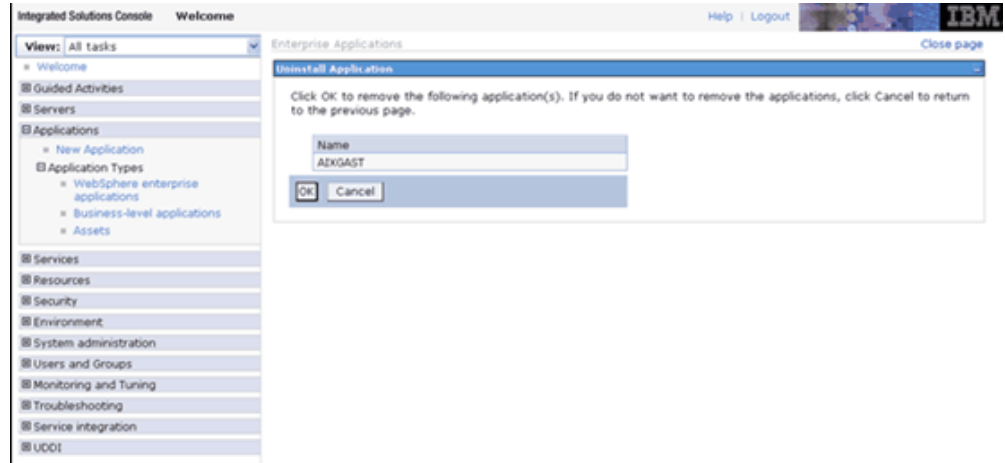 Integrated Solutions Console Welcome
Help | Logout
IBM
View: All tasks
Welcome
Guided Activities
Servers
Applications
New Application
Application Types
WebSphere enterprise
applications
Business-level applications
Assets
Services
Resources
Security
Environment
System administration
Users and Groups
Monitoring and Tuning
Troubleshooting
Service integration
UDDI
Enterprise Applications
Close page
Uninstall Application
Click OK to remove the following application(s). If you do not want to remove the applications, click Cancel to return
to the previous page.
Name
AIXGAST
OK Cancel